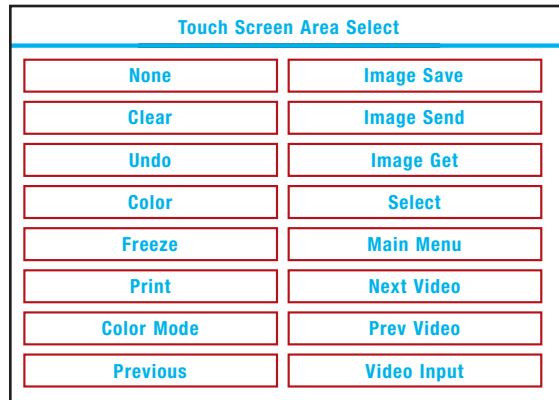 Touch Screen Area Select
None
Image Save
Clear
Image Send
Undo
Image Get
Color
Select
Freeze
Main Menu
Print
Next Video
Color Mode
Prev Video
Previous
Video Input